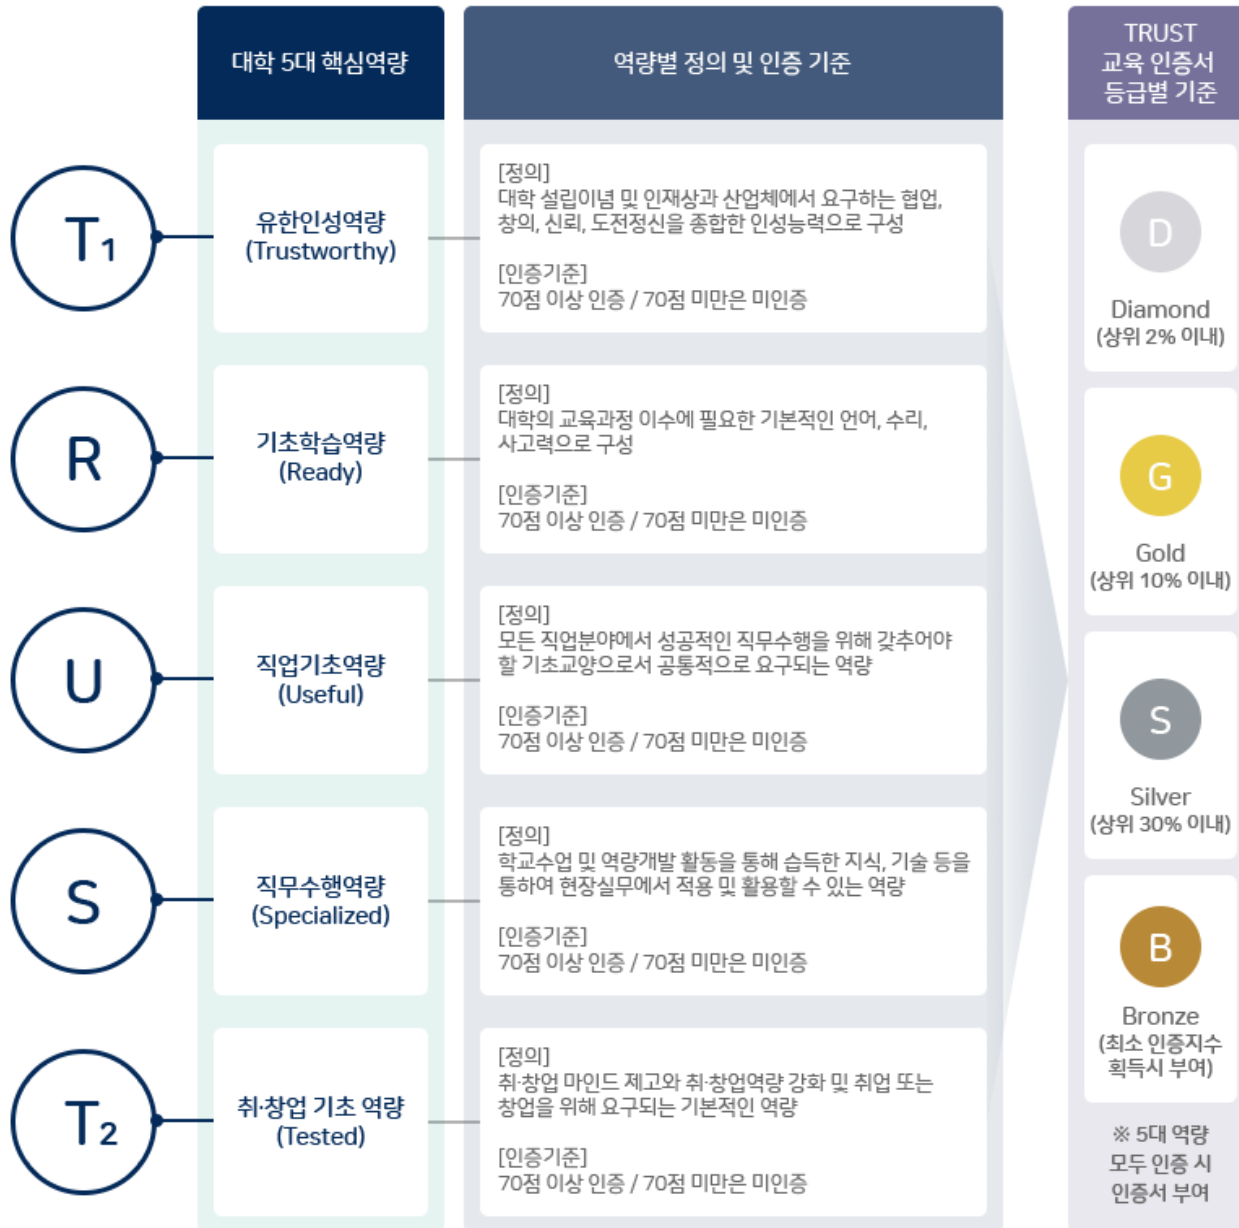 대학 5대 핵심역량
역량별 정의 및 인증 기준
TRUST
교육 인증서
등급별 기준
T1
유한인성역량
(Trustworthy)
[정의]
대학 설립이념 및 인재상과 산업체에서 요구하는 협업,
창의, 신뢰, 도전정신을 종합한 인성능력으로 구성
[인증기준]
70점 이상 인증 / 70점 미만은 미인증
R
기초학습역량
(Ready)
[정의]
대학의 교육과정 이수에 필요한 기본적인 언어, 수리,
사고력으로 구성
[인증기준]
70점 이상 인증 / 70점 미만은 미인증
U
직업기초역량
(Useful)
[정의]
모든 직업분야에서 성공적인 직무수행을 위해 갖추어야
할 기초교양으로서 공통적으로 요구되는 역량
[인증기준]
70점 이상 인증 / 70점 미만은 미인증
S
직무수행역량
(Specialized)
[정의]
학교수업 및 역량개발 활동을 통해 습득한 지식, 기술 등을
통하여 현장실무에서 적용 및 활용할 수 있는 역량
[인증기준]
70점 이상 인증 / 70점 미만은 미인증
T2
취·창업 기초 역량
(Tested)
[정의]
취·창업 마인드 제고와 취·창업역량 강화 및 취업 또는
창업을 위해 요구되는 기본적인 역량
[인증기준]
70점 이상 인증 / 70점 미만은 미인증
D
Diamond
(상위 2% 이내)
G
Gold
(상위 10% 이내)
S
Silver
(상위 30% 이내)
B
Bronze
(최소 인증지수
획득시 부여)
※ 5대 역량
모두 인증 시
인증서 부여